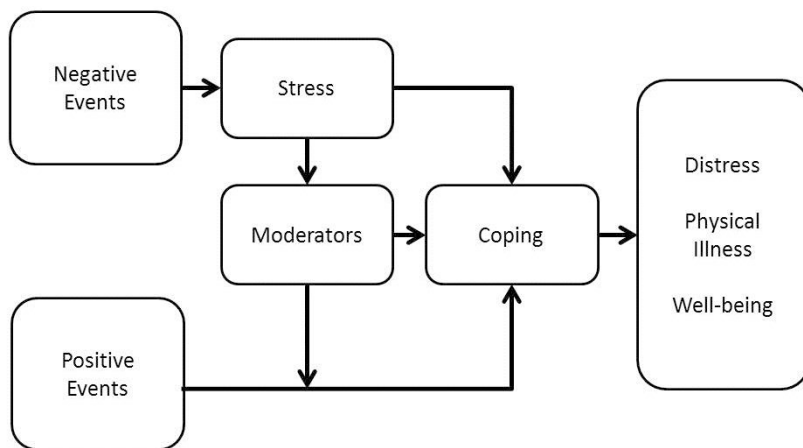 Negative
Events
Stress
Moderators
Coping
Positive
Events
Distress
Physical
Illness
Well-being